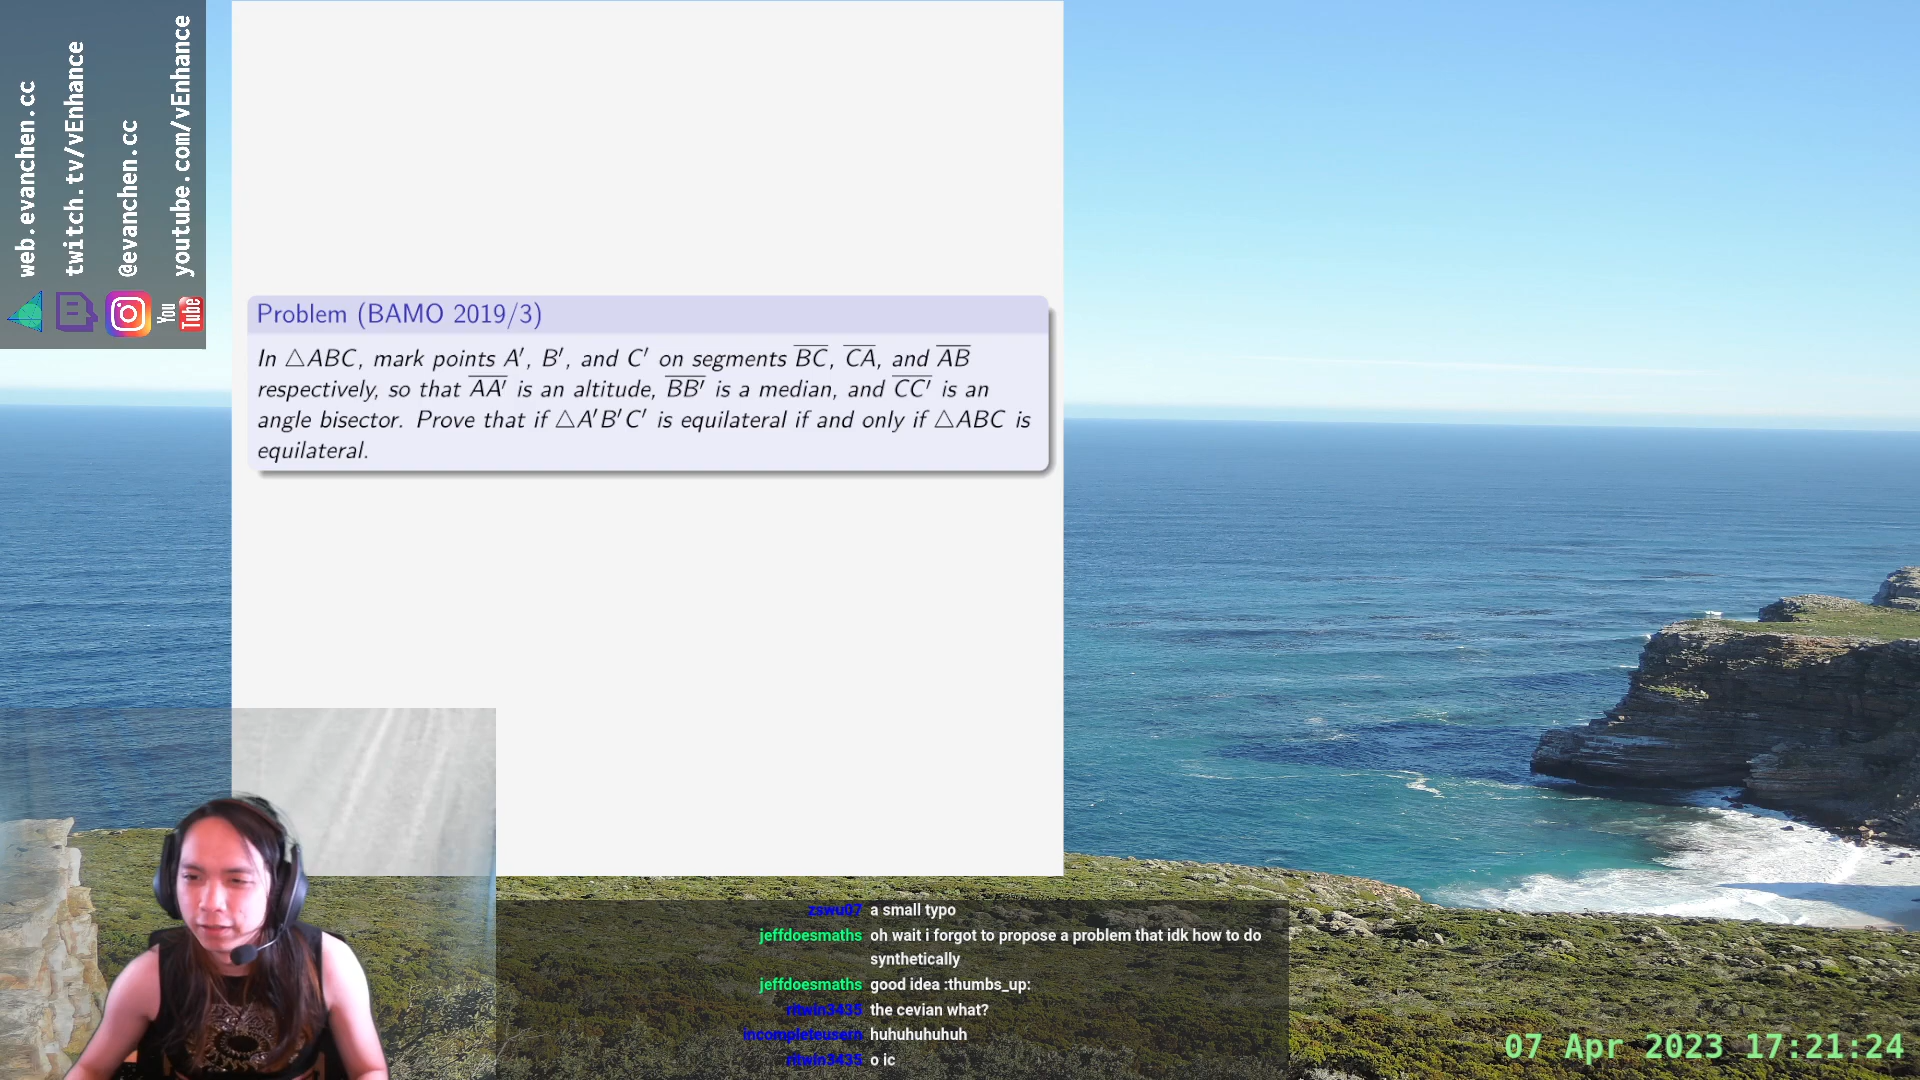 web.evanchen.cc
twitch.tv/vEnhance
@evanchen.cc
youtube.com/vEnhance
You
Tube
Problem (BAMO 2019/3)
In △ABC, mark points A′, B′, and C′ on segments BC, CA, and AB
respectively, so that AA′ is an altitude, BB′ is a median, and CC′ is an
angle bisector. Prove that if △A′B′C′ is equilateral if and only if △ABC is
equilateral.
zswu07 a small typo
jeffdoesmaths oh wait i forgot to propose a problem that idk how to do
synthetically
jeffdoesmaths good idea :thumbs_up:
ritwin3435 the cevian what?
incompleteusern huhuhuhuhuh
ritwin3435 o ic
07 Apr 2023 17:21:24